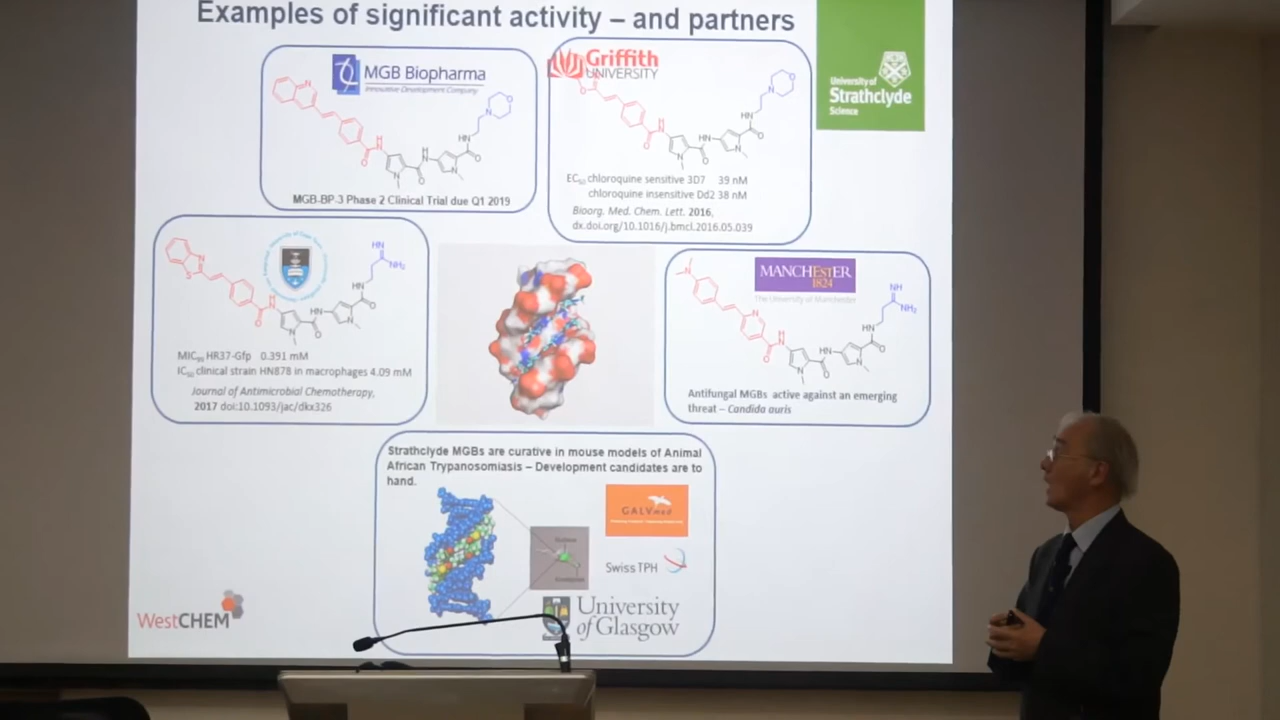 Examples of significant activity – and partners
MGB Biopharma
Innovative Development Company
MGB-BP-3 Phase 2 Clinical Trial due Q1 2019
Griffith
UNIVERSITY
EC50 chloroquine sensitive 3D7 39 nM
chloroquine insensitive Dd2 38 nM
Bioorg. Med. Chem. Lett. 2016,
dx.doi.org/10.1016/j.bmcl.2016.05.039
University of
Strathclyde
Science
MIC99 HR37-Gfp 0.391 mM
IC50 clinical strain HN878 in macrophages 4.09 mM
Journal of Antimicrobial Chemotherapy,
2017 doi:10.1093/jac/dkx326
MANCHESTER
1824
The University of Manchester
Antifungal MGBs active against an emerging
threat – Candida auris
Strathclyde MGBs are curative in mouse models of Animal
African Trypanosomiasis – Development candidates are to
hand.
GALVmed
Swiss TPH
University
of Glasgow
WestCHEM